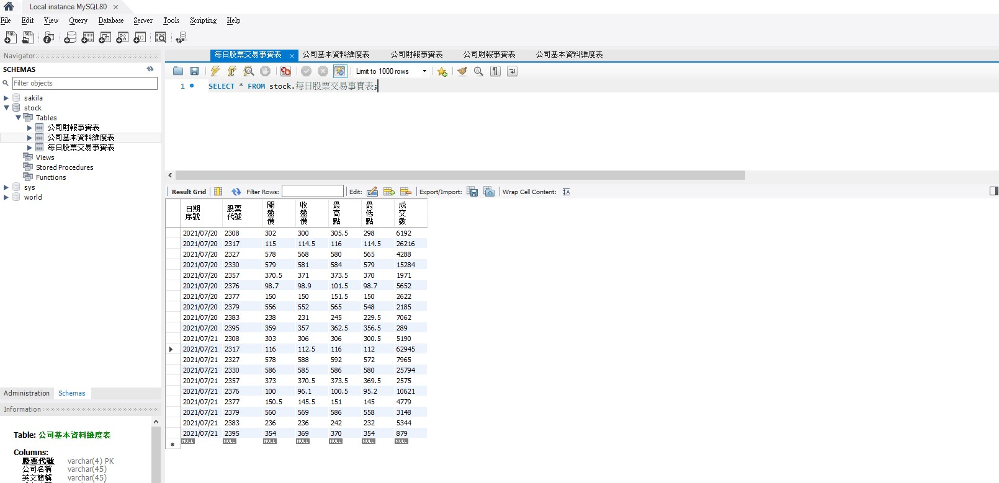 Local instance MySQL80 ×
File Edit View Query Database Server Tools Scripting Help
Navigator
SCHEMAS
Filter objects
sakila
stock
Tables
公司財報事實表
公司基本資料維度表
每日股票交易事實表
Views
Stored Procedures
Functions
sys
world
Administration Schemas
Information
Table: 公司基本資料維度表
Columns:
股票代號 varchar(4) PK
公司名稱 varchar(45)
英文簡稱 varchar(45)
每日股票交易事實表 × 公司基本資料維度表 公司財報事實表 公司財報事實表 公司基本資料維度表
Limit to 1000 rows
1 SELECT * FROM stock.每日股票交易事實表;
Result Grid Filter Rows: Edit: Export/Import: Wrap Cell Content:
日期序號 股票代號 開盤價 收盤價 最高點 最低點 成交數
2021/07/20 2308 302 300 305.5 298 6192
2021/07/20 2317 115 114.5 116 114.5 26216
2021/07/20 2327 578 568 580 565 4288
2021/07/20 2330 579 581 584 579 15284
2021/07/20 2357 370.5 371 373.5 370 1971
2021/07/20 2376 98.7 98.9 101.5 98.7 5652
2021/07/20 2377 150 150 151.5 150 2622
2021/07/20 2379 556 552 565 548 2185
2021/07/20 2383 238 231 245 229.5 7062
2021/07/20 2395 359 357 362.5 356.5 289
2021/07/21 2308 303 306 306 300.5 5190
2021/07/21 2317 116 112.5 116 112 62945
2021/07/21 2327 578 588 592 572 7965
2021/07/21 2330 586 585 586 580 25794
2021/07/21 2357 373 370.5 373.5 369.5 2575
2021/07/21 2376 100 96.1 100.5 95.2 10621
2021/07/21 2377 150.5 145.5 151 145 4779
2021/07/21 2379 560 569 586 558 3148
2021/07/21 2383 236 236 242 232 5344
2021/07/21 2395 354 369 370 354 879
NULL NULL NULL NULL NULL NULL NULL